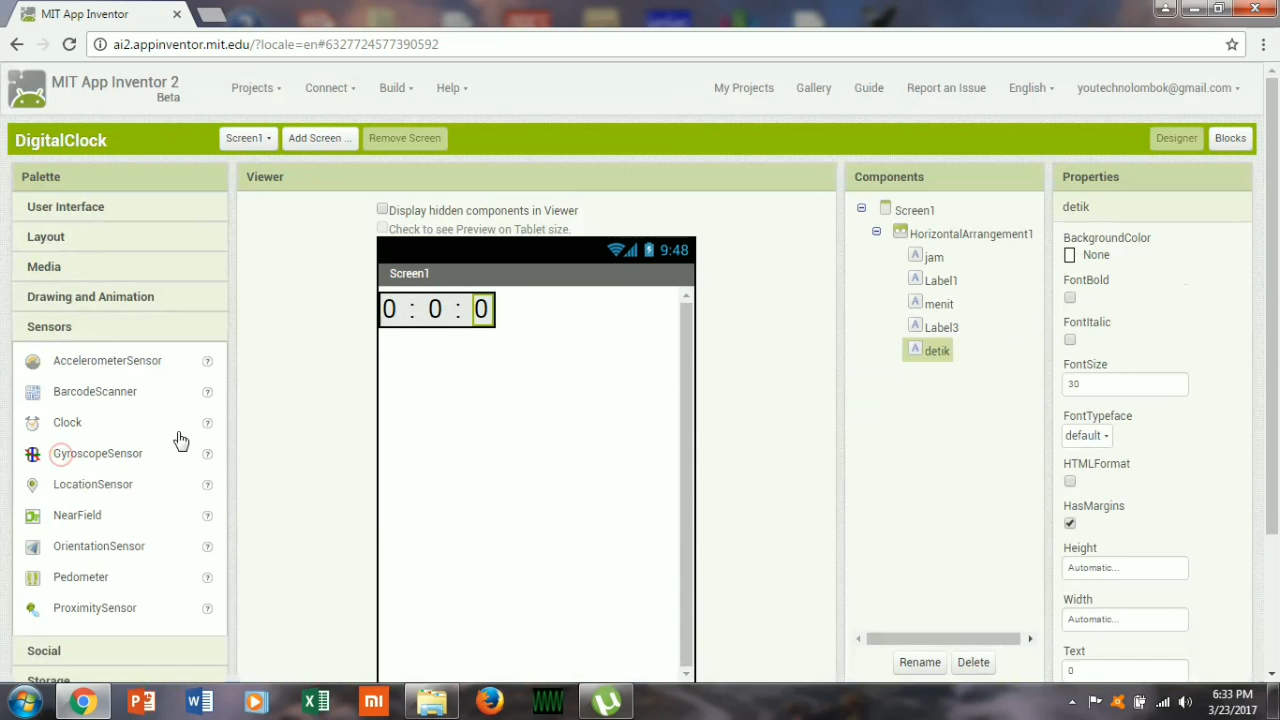 MIT App Inventor 2
ai2.appinventor.mit.edu/?locale=en#6327724577390592
MIT App Inventor 2
Beta
Projects
Connect
Build
Help
My Projects
Gallery
Guide
Report an Issue
English
youtechnolombok@gmail.com
DigitalClock
Screen1
Add Screen ...
Remove Screen
Designer
Blocks
Palette
User Interface
Layout
Media
Drawing and Animation
Sensors
AccelerometerSensor ?
BarcodeScanner ?
Clock ?
GyroscopeSensor ?
LocationSensor ?
NearField ?
OrientationSensor ?
Pedometer ?
ProximitySensor ?
Social
Storage
Viewer
Display hidden components in Viewer
Check to see Preview on Tablet size.
9:48
Screen1
0 : 0 : 0
Components
Screen1
HorizontalArrangement1
A jam
A Label1
A menit
A Label3
A detik
Rename
Delete
Properties
detik
BackgroundColor
None
FontBold
FontItalic
FontSize
30
FontTypeface
default
HTMLFormat
HasMargins
Height
Automatic...
Width
Automatic...
Text
0
6:33 PM
3/23/2017